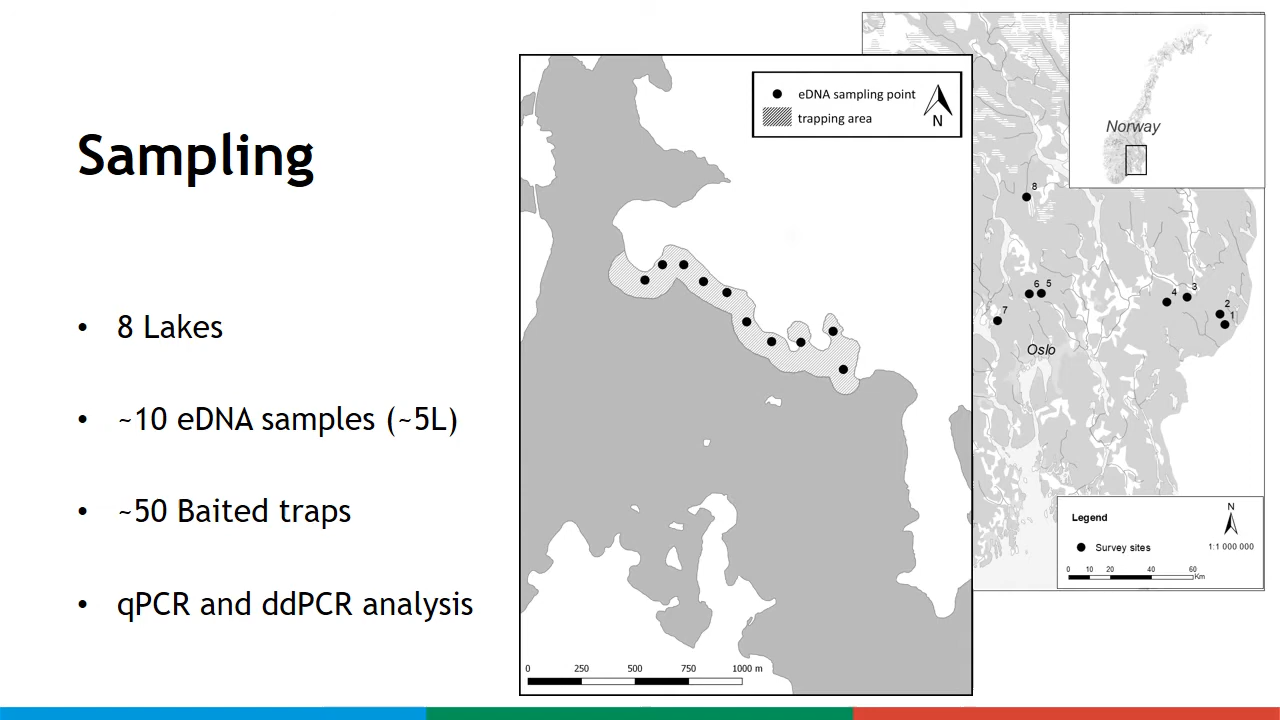 Sampling
• 8 Lakes
• ~10 eDNA samples (~5L)
• ~50 Baited traps
• qPCR and ddPCR analysis
eDNA sampling point
trapping area
N
0 250 500 750 1000 m
Norway
8
6 5
4 3
2
1
7
Oslo
Legend
N
Survey sites
1:1 000 000
0 10 20 40 60
Km